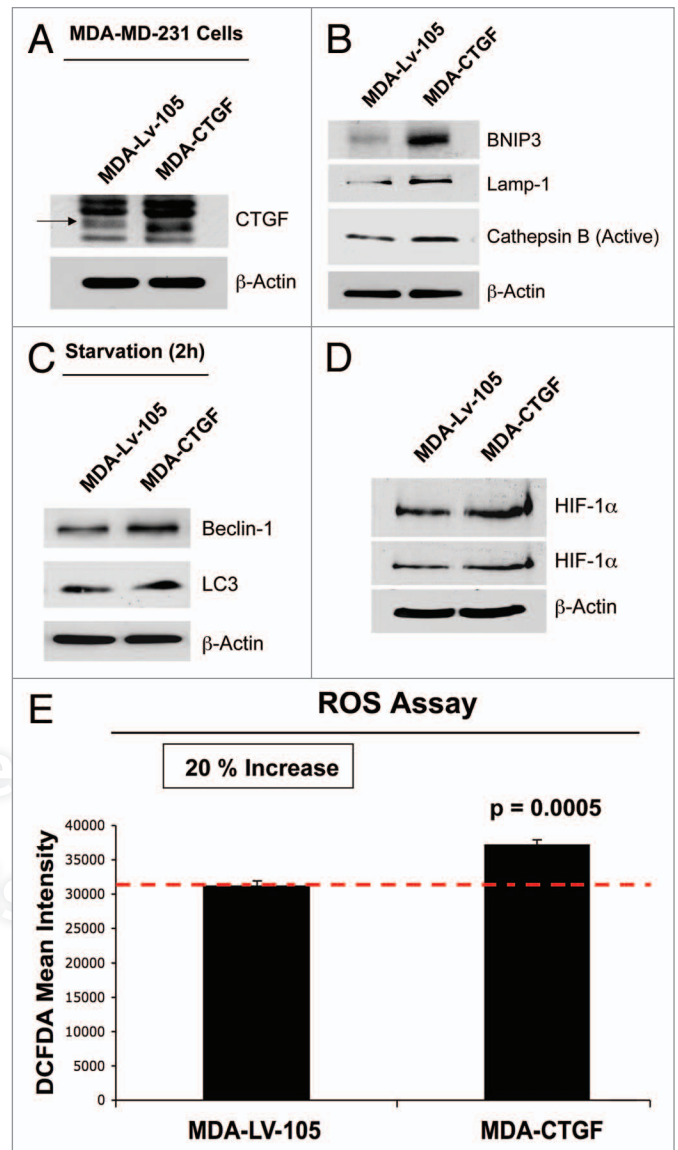 A MDA-MD-231 Cells
MDA-Lv-105
MDA-CTGF
CTGF
β-Actin
B
MDA-Lv-105
MDA-CTGF
BNIP3
Lamp-1
Cathepsin B (Active)
β-Actin
C Starvation (2h)
MDA-Lv-105
MDA-CTGF
Beclin-1
LC3
β-Actin
D
MDA-Lv-105
MDA-CTGF
HIF-1α
HIF-1α
β-Actin
E
ROS Assay
20 % Increase
p = 0.0005
DCFDA Mean Intensity
40000
35000
30000
25000
20000
15000
10000
5000
0
MDA-LV-105
MDA-CTGF